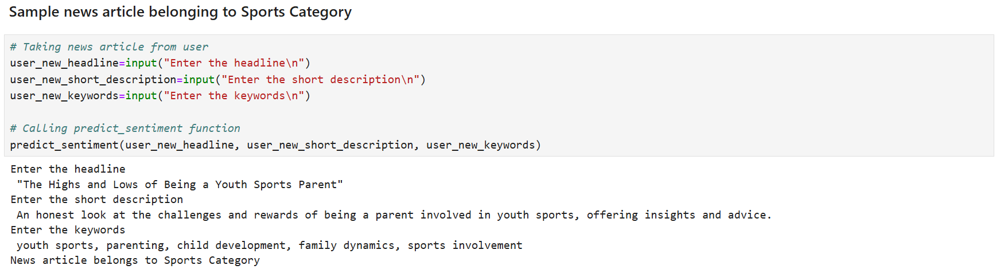 Sample news article belonging to Sports Category
# Taking news article from user
user_new_headline=input("Enter the headline\n")
user_new_short_description=input("Enter the short description\n")
user_new_keywords=input("Enter the keywords\n")
# Calling predict_sentiment function
predict_sentiment(user_new_headline, user_new_short_description, user_new_keywords)
Enter the headline
"The Highs and Lows of Being a Youth Sports Parent"
Enter the short description
An honest look at the challenges and rewards of being a parent involved in youth sports, offering insights and advice.
Enter the keywords
youth sports, parenting, child development, family dynamics, sports involvement
News article belongs to Sports Category